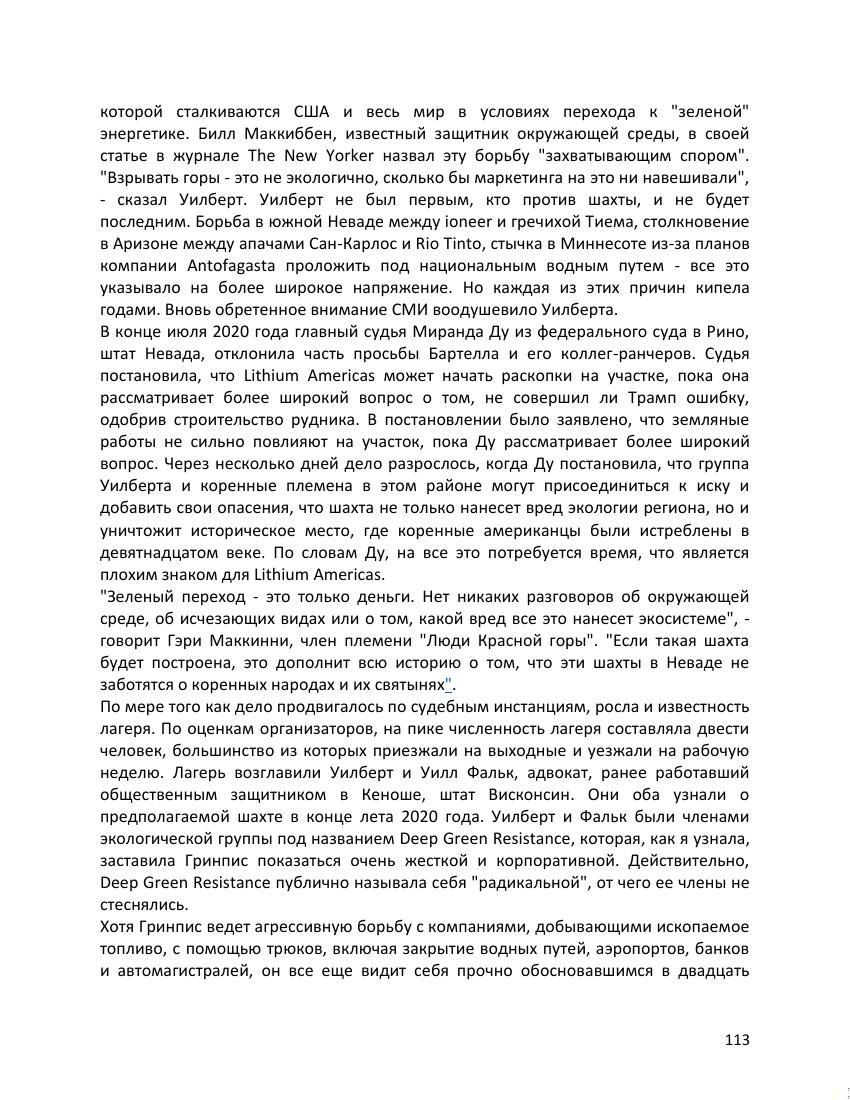 которой сталкиваются США и весь мир в условиях перехода к "зеленой"
энергетике. Билл Маккиббен, известный защитник окружающей среды, в своей
статье в журнале The New Yorker назвал эту борьбу "захватывающим спором".
"Взрывать горы - это не экологично, сколько бы маркетинга на это ни навешивали",
- сказал Уилберт. Уилберт не был первым, кто против шахты, и не будет
последним. Борьба в южной Неваде между ioneer и гречихой Тиема, столкновение
в Аризоне между апачами Сан-Карлос и Rio Tinto, стычка в Миннесоте из-за планов
компании Antofagasta проложить под национальным водным путем - все это
указывало на более широкое напряжение. Но каждая из этих причин кипела
годами. Вновь обретенное внимание СМИ воодушевило Уилберта.
В конце июля 2020 года главный судья Миранда Ду из федерального суда в Рино,
штат Невада, отклонила часть просьбы Бартелла и его коллег-ранчеров. Судья
постановила, что Lithium Americas может начать раскопки на участке, пока она
рассматривает более широкий вопрос о том, не совершил ли Трамп ошибку,
одобрив строительство рудника. В постановлении было заявлено, что земляные
работы не сильно повлияют на участок, пока Ду рассматривает более широкий
вопрос. Через несколько дней дело разрослось, когда Ду постановила, что группа
Уилберта и коренные племена в этом районе могут присоединиться к иску и
добавить свои опасения, что шахта не только нанесет вред экологии региона, но и
уничтожит историческое место, где коренные американцы были истреблены в
девятнадцатом веке. По словам Ду, на все это потребуется время, что является
плохим знаком для Lithium Americas.
"Зеленый переход - это только деньги. Нет никаких разговоров об окружающей
среде, об исчезающих видах или о том, какой вред все это нанесет экосистеме", -
говорит Гэри Маккинни, член племени "Люди Красной горы". "Если такая шахта
будет построена, это дополнит всю историю о том, что эти шахты в Неваде не
заботятся о коренных народах и их святынях".
По мере того как дело продвигалось по судебным инстанциям, росла и известность
лагеря. По оценкам организаторов, на пике численность лагеря составляла двести
человек, большинство из которых приезжали на выходные и уезжали на рабочую
неделю. Лагерь возглавили Уилберт и Уилл Фальк, адвокат, ранее работавший
общественным защитником в Кеноше, штат Висконсин. Они оба узнали о
предполагаемой шахте в конце лета 2020 года. Уилберт и Фальк были членами
экологической группы под названием Deep Green Resistance, которая, как я узнала,
заставила Гринпис показаться очень жесткой и корпоративной. Действительно,
Deep Green Resistance публично называла себя "радикальной", от чего ее члены не
стеснялись.
Хотя Гринпис ведет агрессивную борьбу с компаниями, добывающими ископаемое
топливо, с помощью трюков, включая закрытие водных путей, аэропортов, банков
и автомагистралей, он все еще видит себя прочно обосновавшимся в двадцать
113